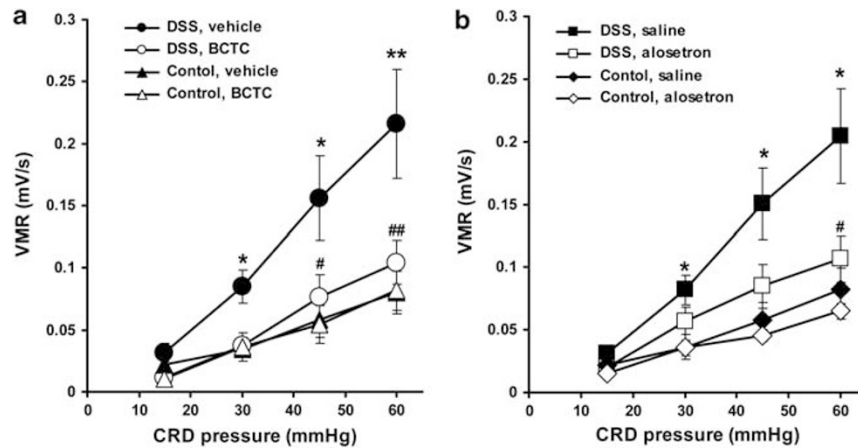 a
DSS, vehicle
DSS, BCTC
Contol, vehicle
Control, BCTC
**
*
*
##
#
0.3
0.25
0.2
0.15
0.1
0.05
0
VMR (mV/s)
0 10 20 30 40 50 60
CRD pressure (mmHg)
b
DSS, saline
DSS, alosetron
Contol, saline
Control, alosetron
*
*
*
#
0.3
0.25
0.2
0.15
0.1
0.05
0
VMR (mV/s)
0 10 20 30 40 50 60
CRD pressure (mmHg)